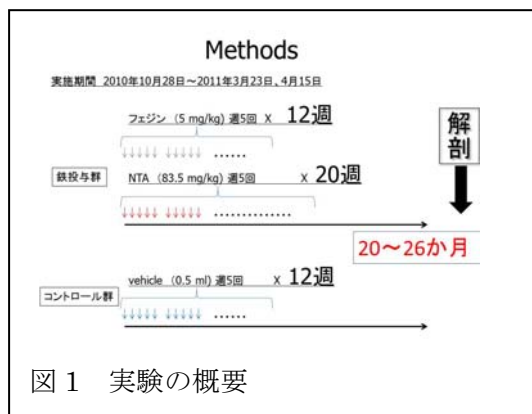 Methods
実施期間 2010年10月28日～2011年3月23日、4月15日
フェジン (5 mg/kg) 週5回 X 12週
解剖
鉄投与群
NTA (83.5 mg/kg) 週5回 X 20週
20～26か月
vehicle (0.5 ml) 週5回 X 12週
コントロール群
図1 実験の概要